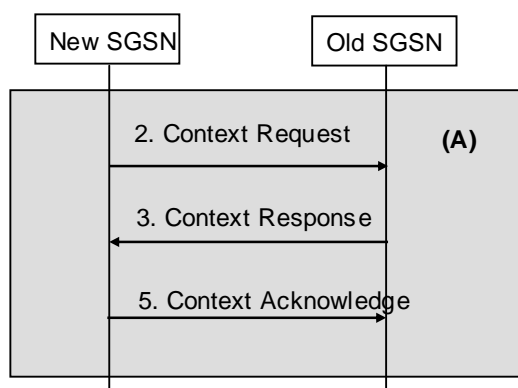 New SGSN
Old SGSN
2. Context Request
(A)
3. Context Response
5. Context Acknowledge